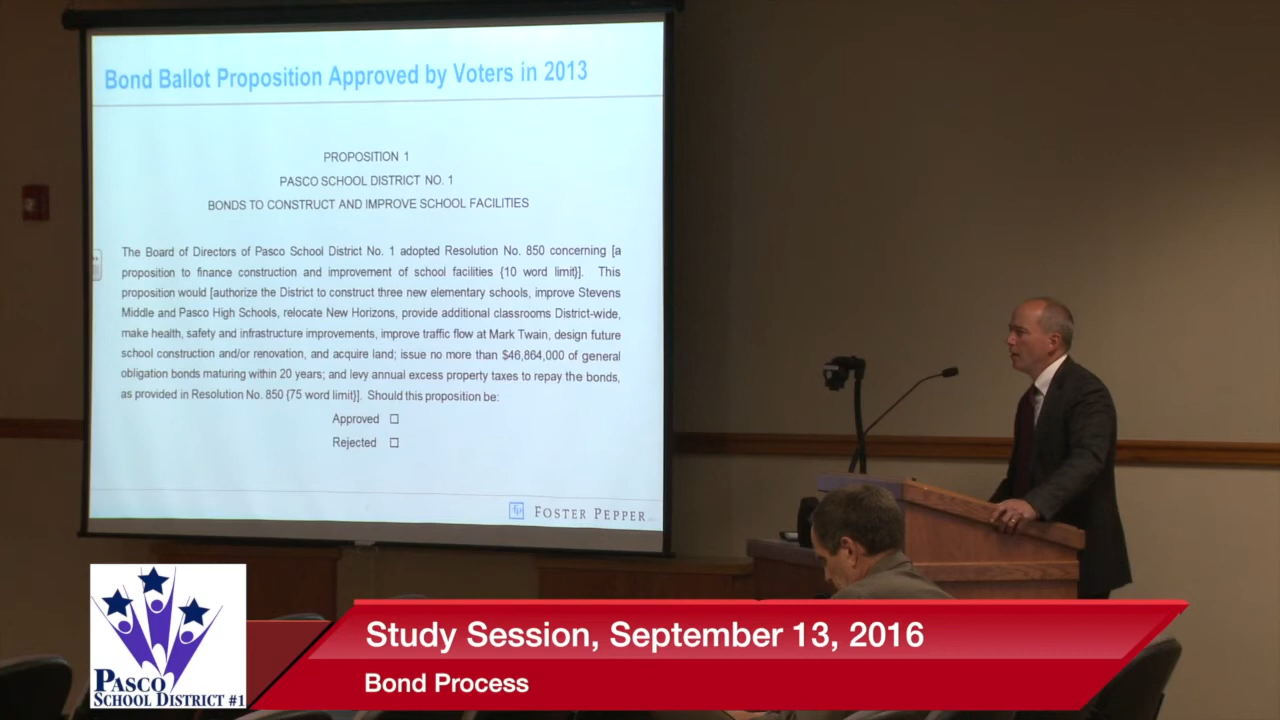 Bond Ballot Proposition Approved by Voters in 2013
PROPOSITION 1
PASCO SCHOOL DISTRICT NO. 1
BONDS TO CONSTRUCT AND IMPROVE SCHOOL FACILITIES
The Board of Directors of Pasco School District No. 1 adopted Resolution No. 850 concerning [a
proposition to finance construction and improvement of school facilities {10 word limit}]. This
proposition would [authorize the District to construct three new elementary schools, improve Stevens
Middle and Pasco High Schools, relocate New Horizons, provide additional classrooms District-wide,
make health, safety and infrastructure improvements, improve traffic flow at Mark Twain, design future
school construction and/or renovation, and acquire land; issue no more than $46,864,000 of general
obligation bonds maturing within 20 years; and levy annual excess property taxes to repay the bonds,
as provided in Resolution No. 850 {75 word limit}]. Should this proposition be:
Approved ☐
Rejected ☐
FOSTER PEPPER
PASCO
SCHOOL DISTRICT #1
Study Session, September 13, 2016
Bond Process